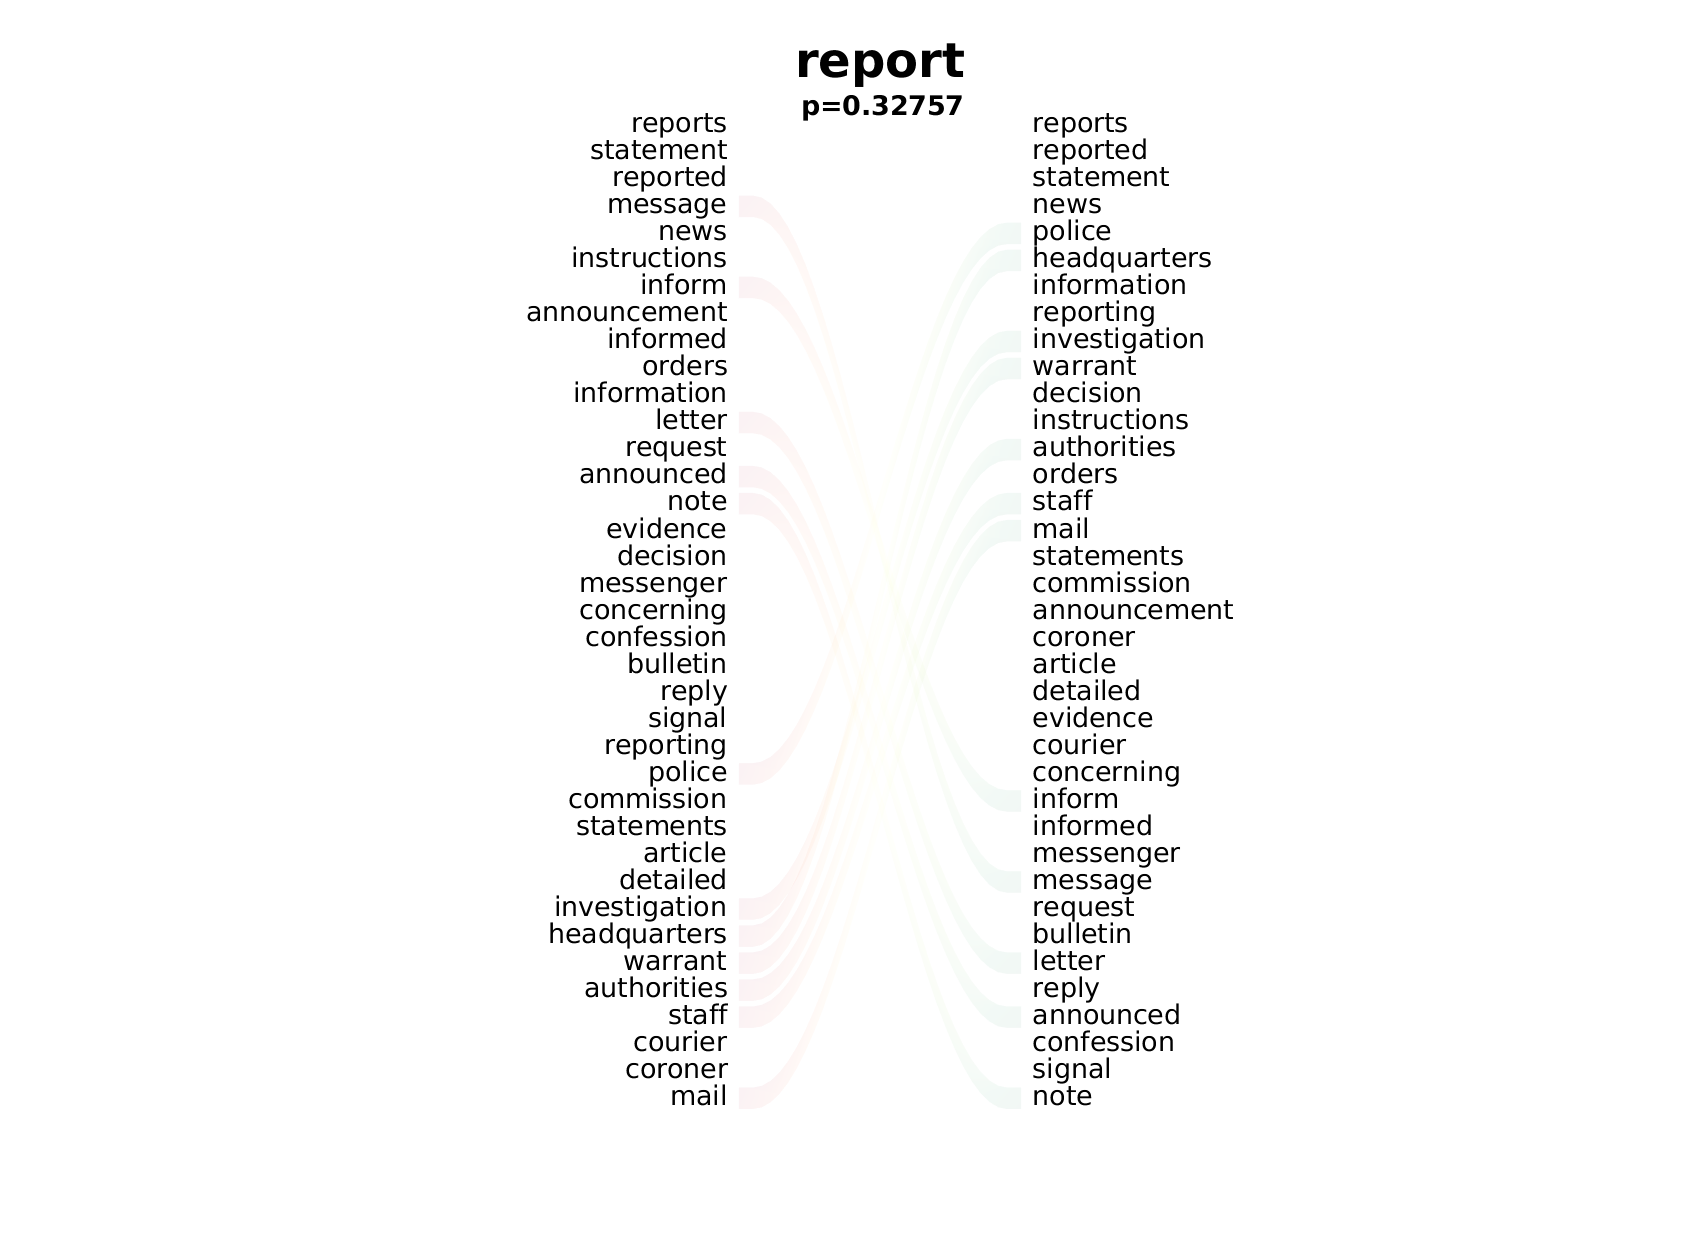 report
p=0.32757
reports reports
statement reported
reported statement
message news
news police
instructions headquarters
inform information
announcement reporting
informed investigation
orders warrant
information decision
letter instructions
request authorities
announced orders
note staff
evidence mail
decision statements
messenger commission
concerning announcement
confession coroner
bulletin article
reply detailed
signal evidence
reporting courier
police concerning
commission inform
statements informed
article messenger
detailed message
investigation request
headquarters bulletin
warrant letter
authorities reply
staff announced
courier confession
coroner signal
mail note